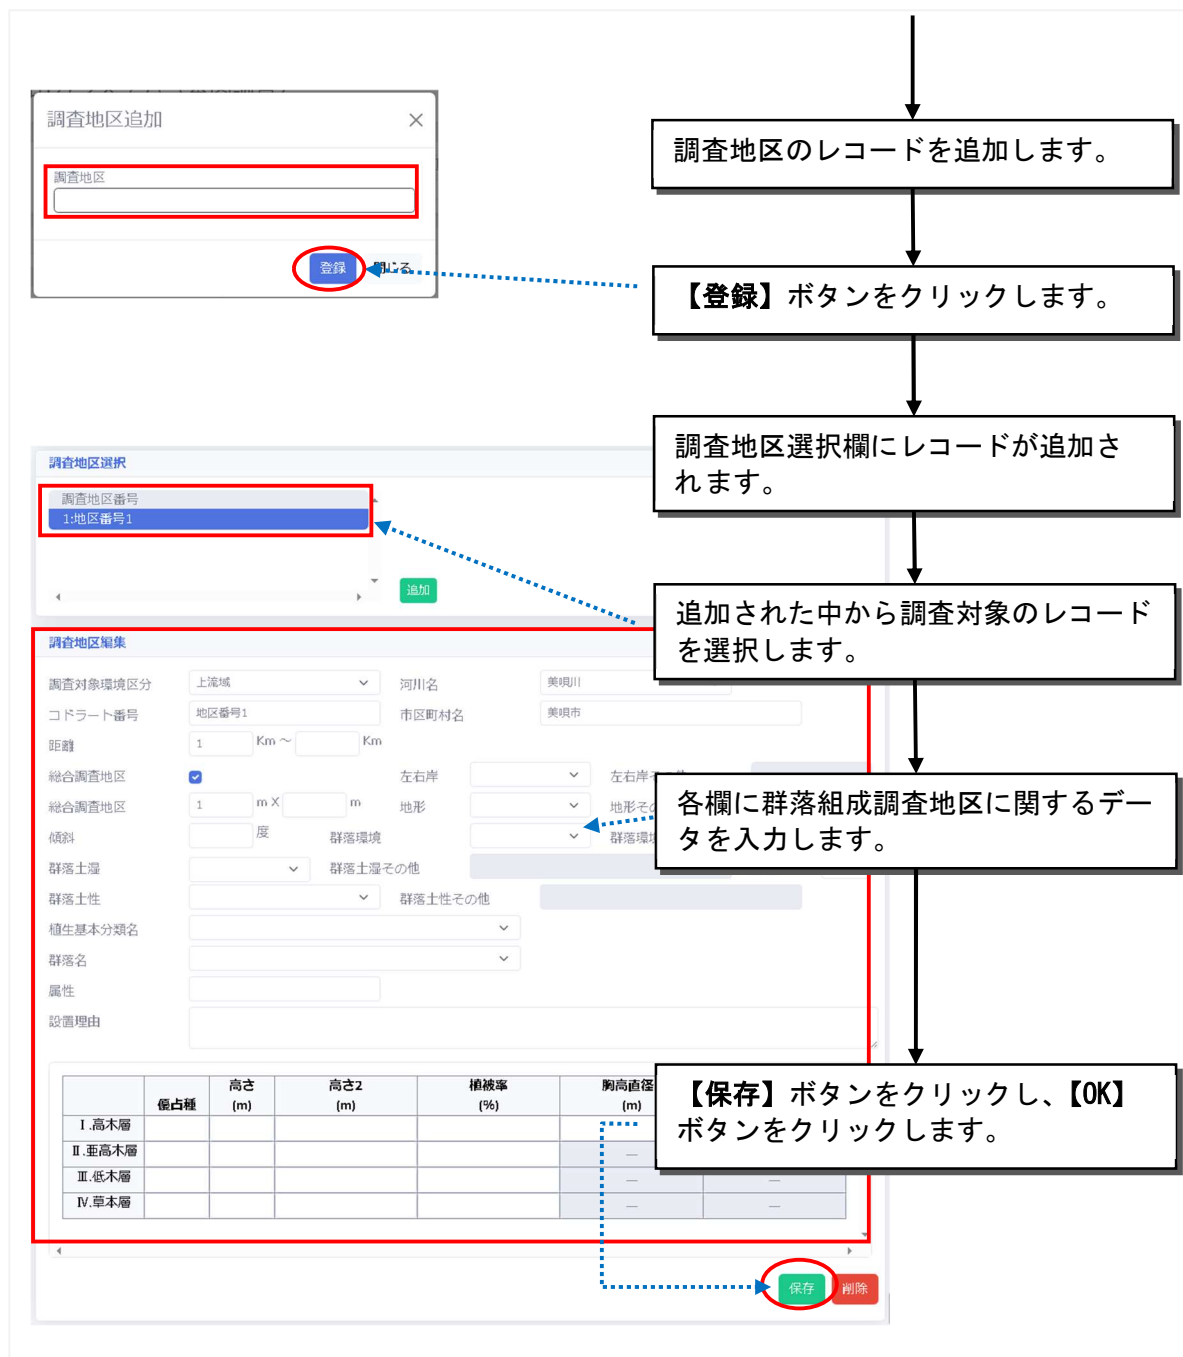 調査地区追加
×
調査地区
登録
調査地区のレコードを追加します。
【登録】ボタンをクリックします。
調査地区選択欄にレコードが追加さ
れます。
調査地区選択
調査地区番号
1:地区番号1
追加
追加された中から調査対象のレコード
を選択します。
調査地区編集
調査対象環境区分 上流域 河川名 美唄川
コドラート番号 地区番号1 市区町村名 美唄市
距離 1 Km ～ Km
総合調査地区 左右岸
総合調査地区 1 m X m 地形
各欄に群落組成調査地区に関するデー
タを入力します。
傾斜 度 群落環境
群落土湿 群落土湿その他
群落土性 群落土性その他
植生基本分類名
群落名
属性
設置理由
優占種 高さ (m) 高さ2 (m) 植被率 (%) 胸高直径 (m)
Ⅰ.高木層
Ⅱ.亜高木層 —
Ⅲ.低木層 — —
Ⅳ.草本層 — —
【保存】ボタンをクリックし、【OK】
ボタンをクリックします。
保存 削除